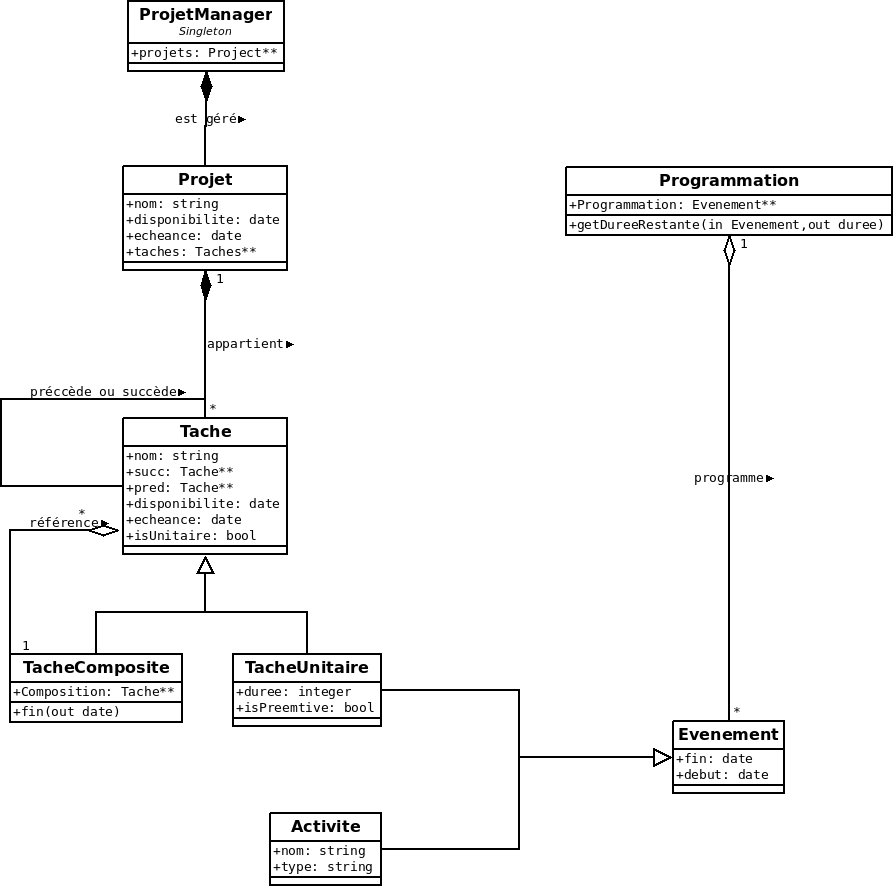 ProjetManager
Singleton
+projets: Project**
est géré►
Projet
+nom: string
+disponibilite: date
+echeance: date
+taches: Taches**
Programmation
+Programmation: Evenement**
+getDureeRestante(in Evenement,out duree)
1
1
appartient►
préccède ou succède►
*
Tache
+nom: string
+succ: Tache**
+pred: Tache**
+disponibilite: date
+echeance: date
+isUnitaire: bool
programme►
*
référence►
1
TacheComposite
+Composition: Tache**
+fin(out date)
TacheUnitaire
+duree: integer
+isPreemtive: bool
*
Evenement
+fin: date
+debut: date
Activite
+nom: string
+type: string